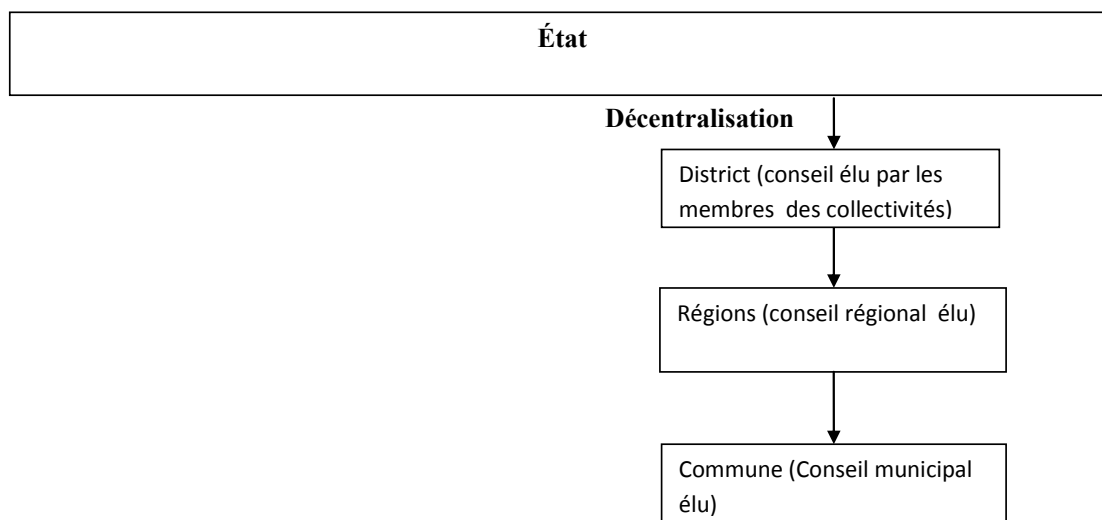 État
Décentralisation
District (conseil élu par les
membres des collectivités)
Régions (conseil régional élu)
Commune (Conseil municipal
élu)